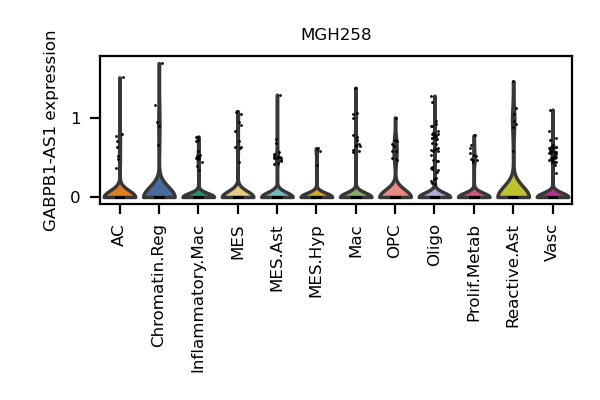 MGH258
GABPB1-AS1 expression
1
0
AC
Chromatin.Reg
Inflammatory.Mac
MES
MES.Ast
MES.Hyp
Mac
OPC
Oligo
Prolif.Metab
Reactive.Ast
Vasc